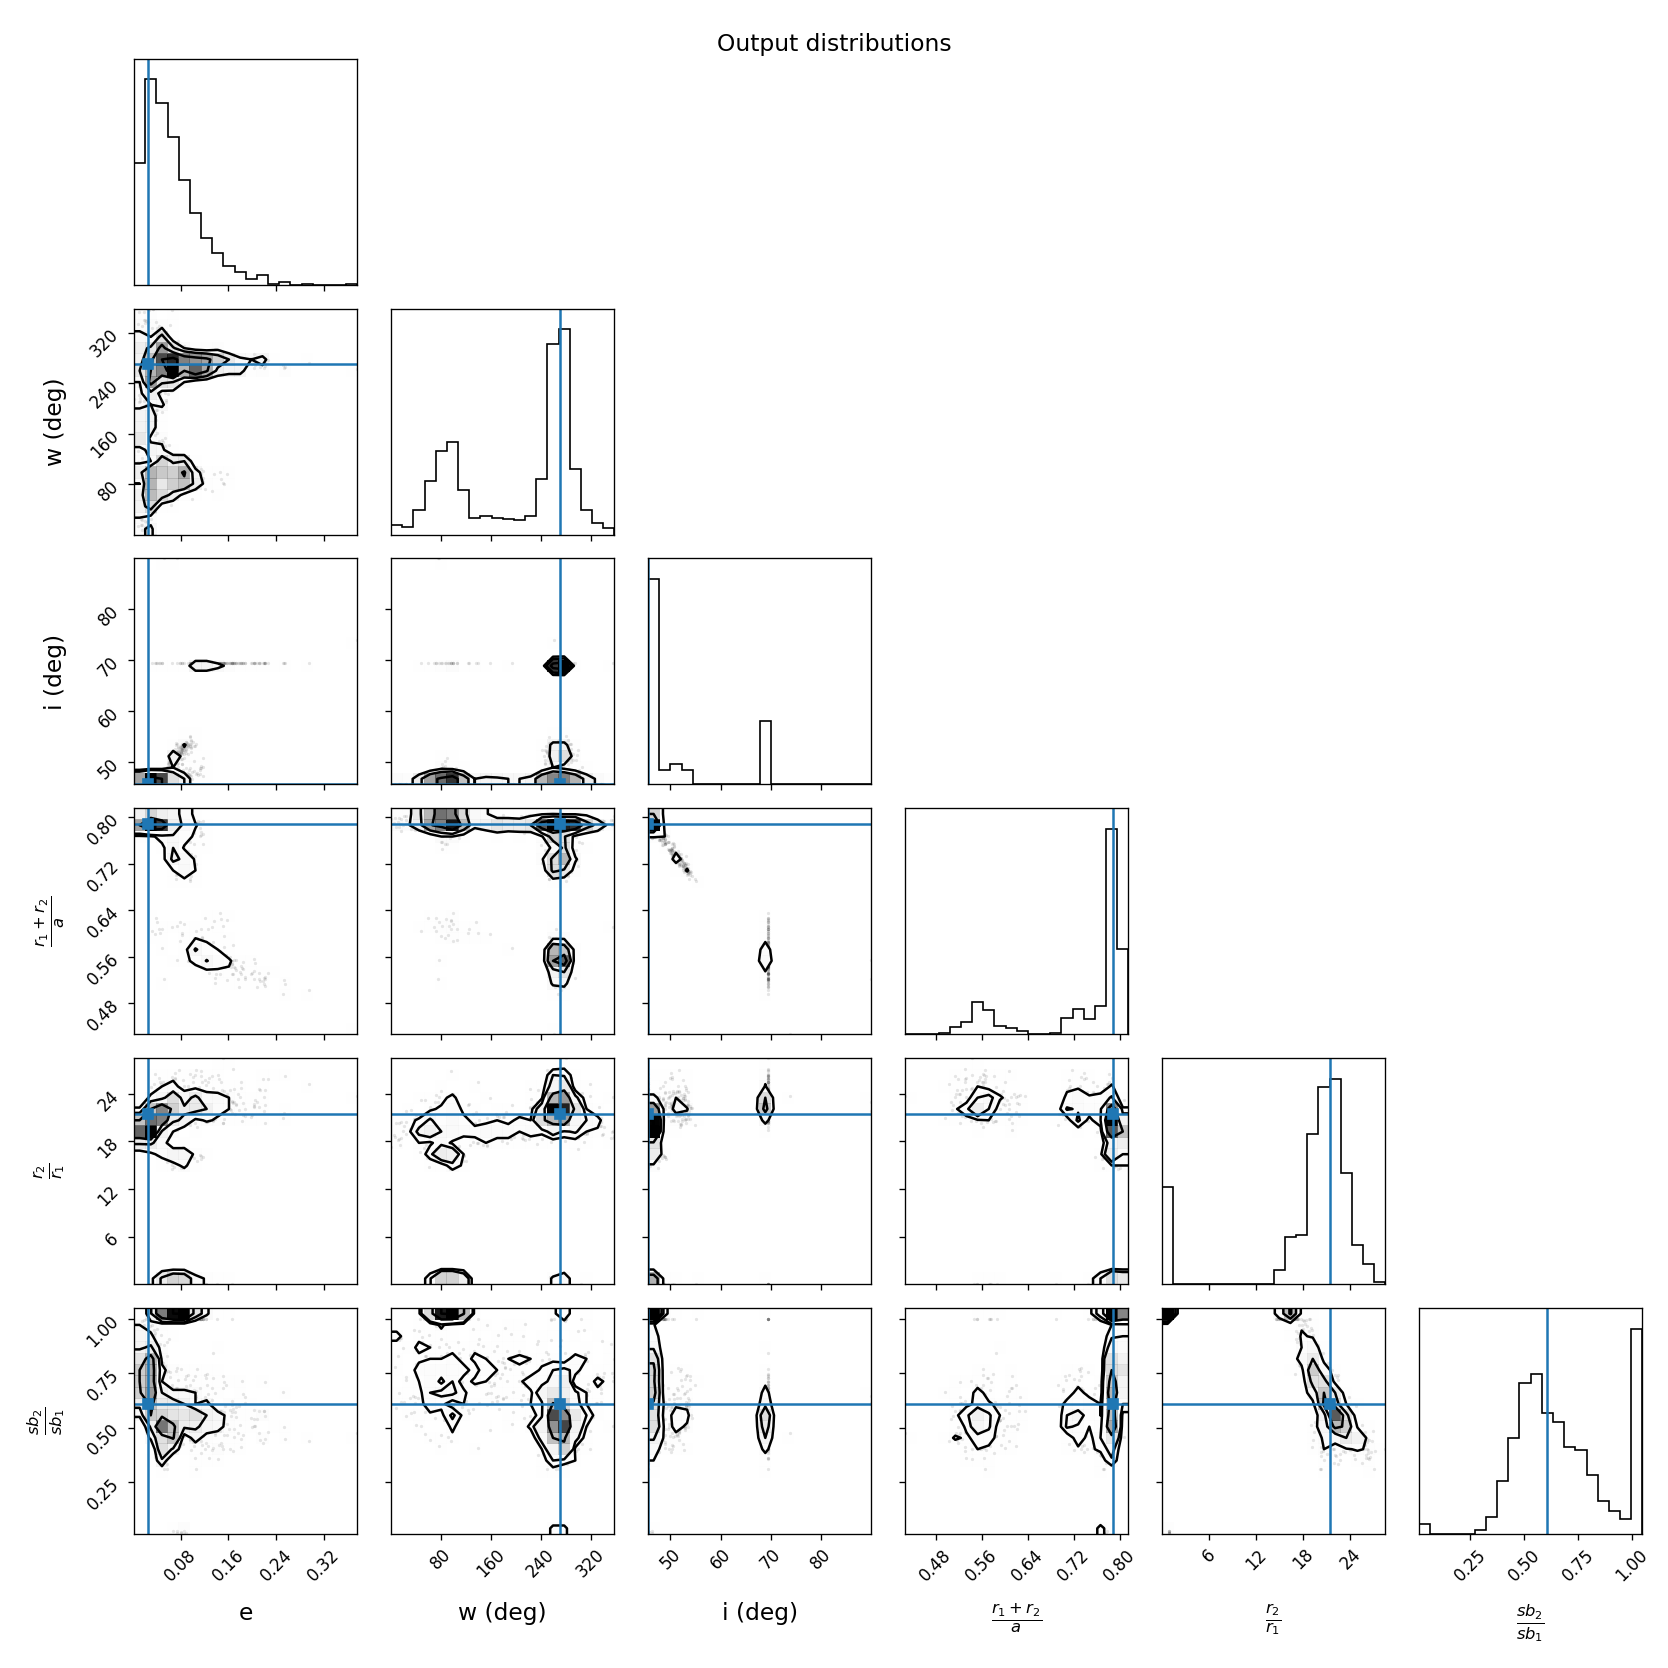 Output distributions
320
240
160
80
w (deg)
80
70
60
50
i (deg)
0.80
0.72
0.64
0.56
0.48
r₁ + r₂
a
24
18
12
6
r₂
r₁
1.00
0.75
0.50
0.25
sb₂
sb₁
0.08 0.16 0.24 0.32
80 160 240 320
50 60 70 80
0.48 0.56 0.64 0.72 0.80
6 12 18 24
0.25 0.50 0.75 1.00
e
w (deg)
i (deg)
r₁ + r₂
a
r₂
r₁
sb₂
sb₁